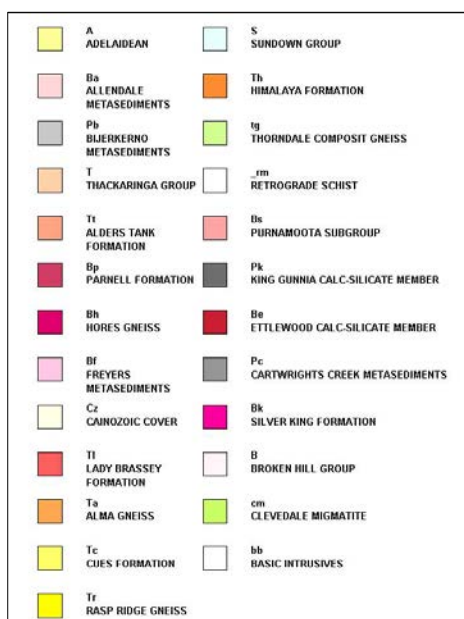 A
ADELAIDEAN
Ba
ALLENDALE
METASEDIMENTS
Pb
BIJERKERNO
METASEDIMENTS
T
THACKARINGA GROUP
Tt
ALDERS TANK
FORMATION
Bp
PARNELL FORMATION
Bh
HORES GNEISS
Bf
FREYERS
METASEDIMENTS
Cz
CAINOZOIC COVER
Tl
LADY BRASSEY
FORMATION
Ta
ALMA GNEISS
Tc
CUES FORMATION
Tr
RASP RIDGE GNEISS
S
SUNDOWN GROUP
Th
HIMALAYA FORMATION
tg
THORNDALE COMPOSIT GNEISS
_rm
RETROGRADE SCHIST
Bs
PURNAMOOTA SUBGROUP
Pk
KING GUNNIA CALC-SILICATE MEMBER
Be
ETTLEWOOD CALC-SILICATE MEMBER
Pc
CARTWRIGHTS CREEK METASEDIMENTS
Bk
SILVER KING FORMATION
B
BROKEN HILL GROUP
cm
CLEVEDALE MIGMATITE
bb
BASIC INTRUSIVES